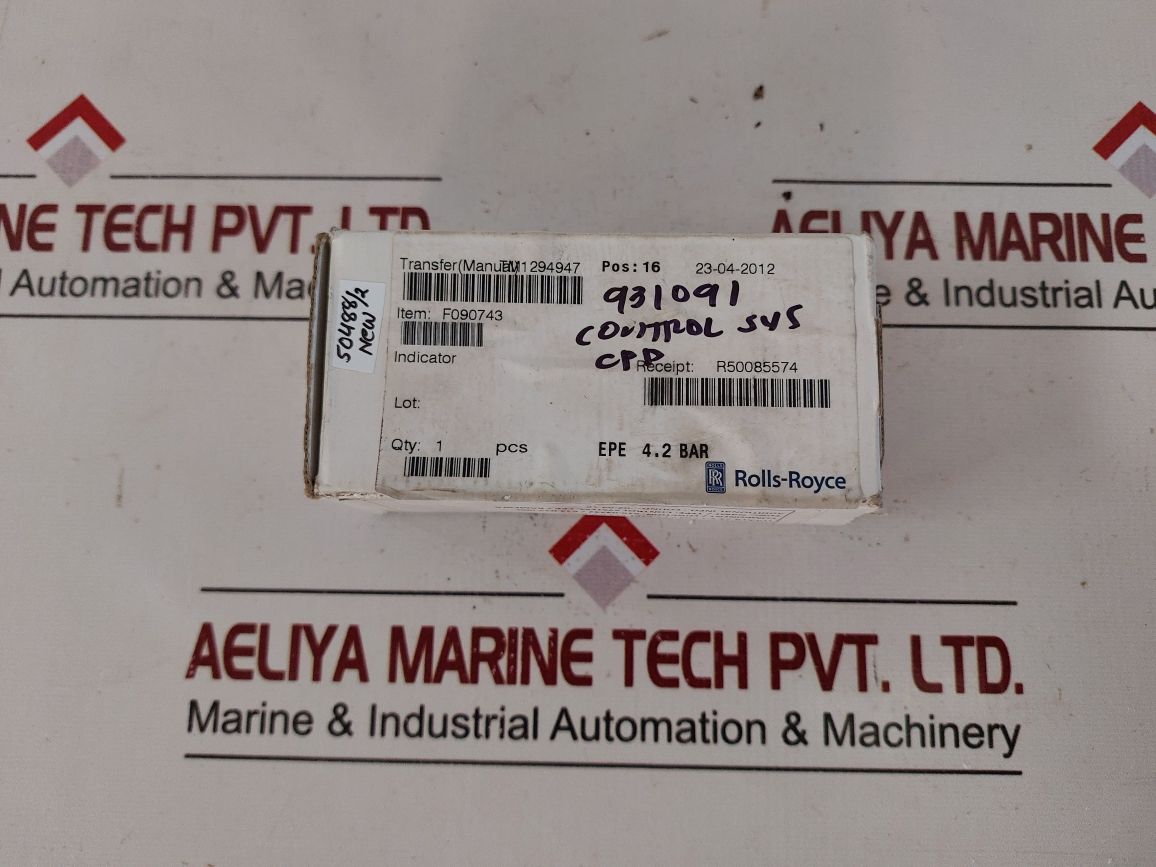 NE TECH PVT. LTD.
Automation & Ma
AELIYA MARINE
e & Industrial Au
50488/2
NEW
Transfer(Manual) TM1294947 Pos: 16 23-04-2012
931091
Item: F090743
CONTROL SYS
CPP
Indicator
Receipt: R50085574
Lot:
Qty: 1 pcs
EPE 4.2 BAR
RR
Rolls-Royce
AELIYA MARINE TECH PVT. LTD.
Marine & Industrial Automation & Machinery